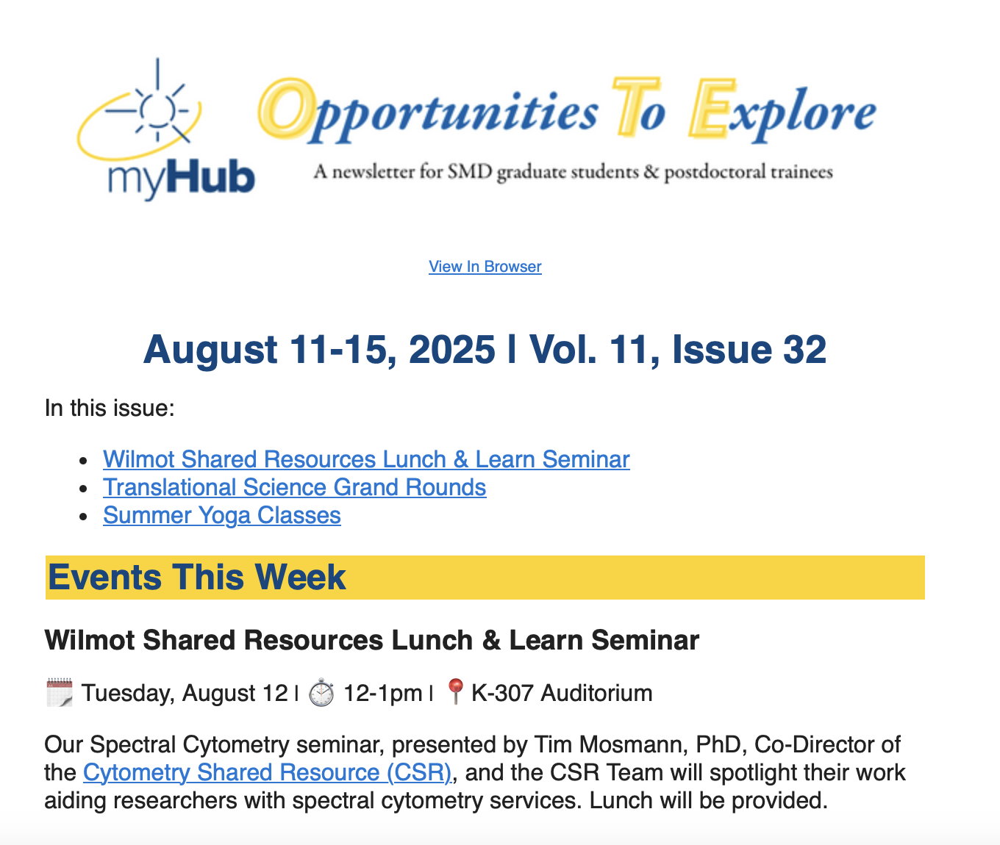 myHub
Opportunities To Explore
A newsletter for SMD graduate students & postdoctoral trainees
View In Browser
August 11-15, 2025 | Vol. 11, Issue 32
In this issue:
• Wilmot Shared Resources Lunch & Learn Seminar
• Translational Science Grand Rounds
• Summer Yoga Classes
Events This Week
Wilmot Shared Resources Lunch & Learn Seminar
🗓 Tuesday, August 12 | ⏱ 12-1pm | 📍K-307 Auditorium
Our Spectral Cytometry seminar, presented by Tim Mosmann, PhD, Co-Director of
the Cytometry Shared Resource (CSR), and the CSR Team will spotlight their work
aiding researchers with spectral cytometry services. Lunch will be provided.